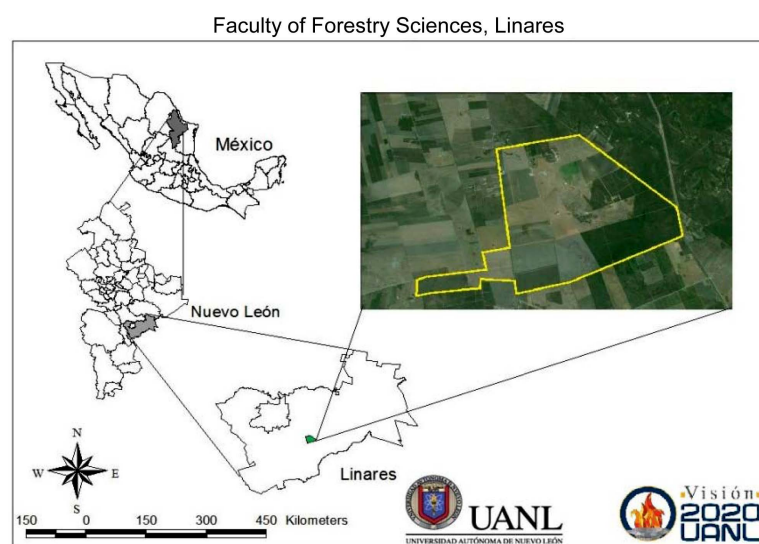 Faculty of Forestry Sciences, Linares
México
Nuevo León
Linares
N
W E
S
150 0 150 300 450 Kilometers
UANL
UNIVERSIDAD AUTÓNOMA DE NUEVO LEÓN
Visión
2020
UANL